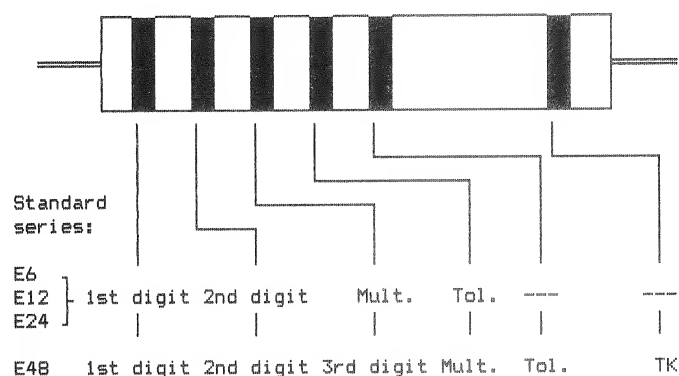 Standard
series:
E6
E12 1st digit 2nd digit Mult. Tol. --- ---
E24
E48 1st digit 2nd digit 3rd digit Mult. Tol. TK